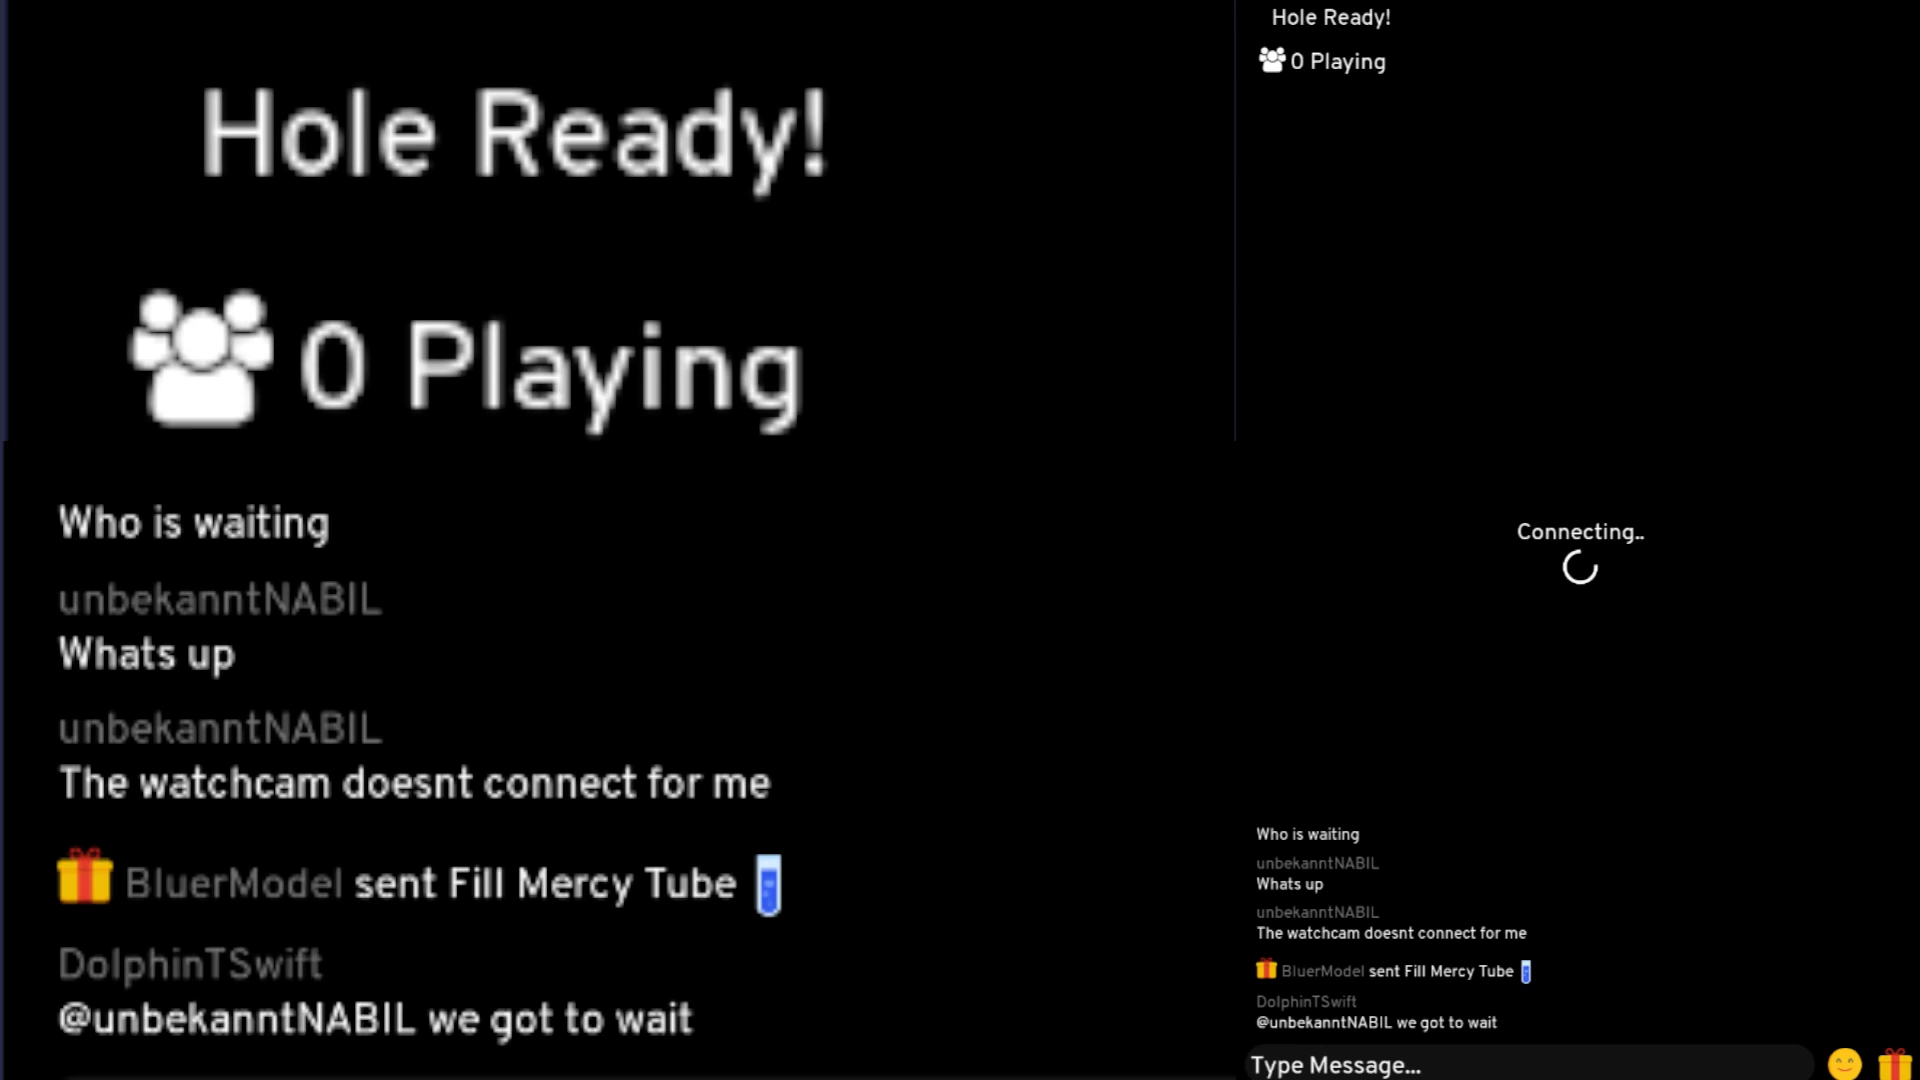 Hole Ready!
0 Playing
Who is waiting
unbekanntNABIL
Whats up
unbekanntNABIL
The watchcam doesnt connect for me
BluerModel sent Fill Mercy Tube
DolphinTSwift
@unbekanntNABIL we got to wait
Hole Ready!
0 Playing
Connecting..
Who is waiting
unbekanntNABIL
Whats up
unbekanntNABIL
The watchcam doesnt connect for me
BluerModel sent Fill Mercy Tube
DolphinTSwift
@unbekanntNABIL we got to wait
Type Message...